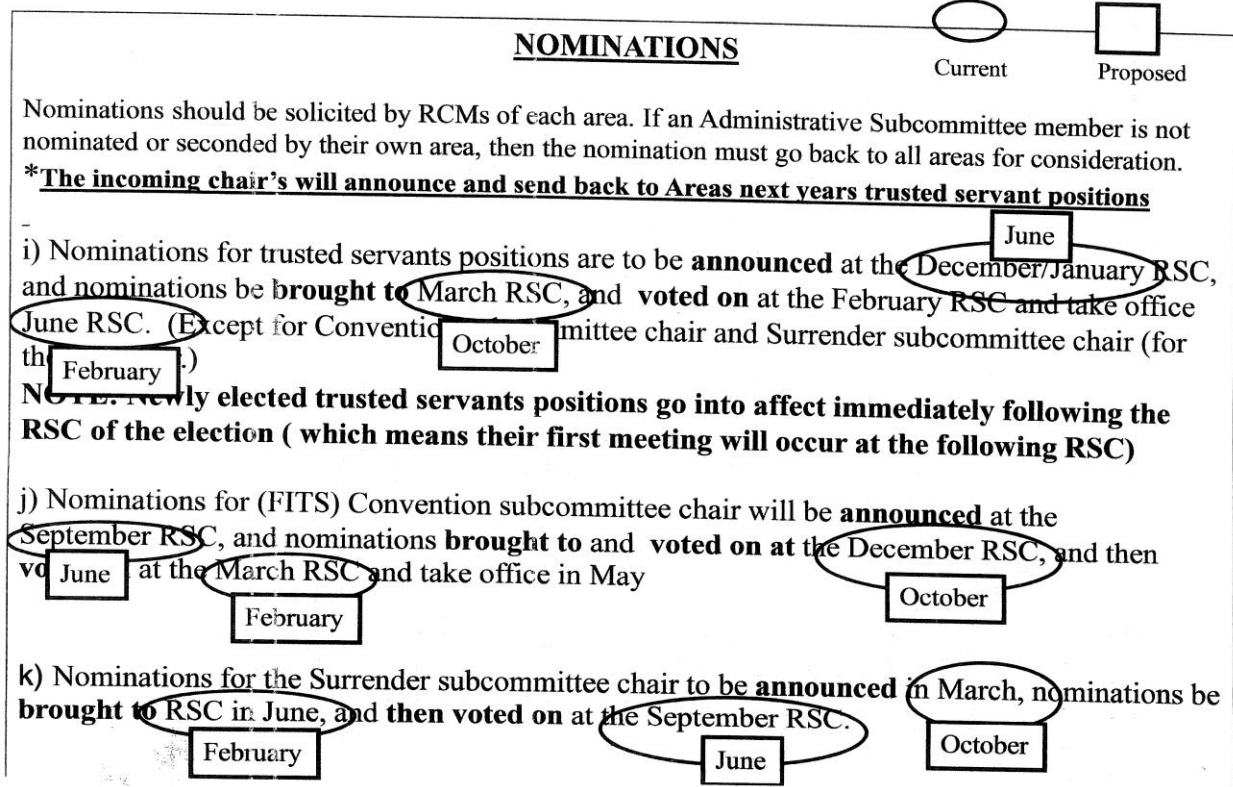 NOMINATIONS
Current
Proposed
Nominations should be solicited by RCMs of each area. If an Administrative Subcommittee member is not
nominated or seconded by their own area, then the nomination must go back to all areas for consideration.
*The incoming chair's will announce and send back to Areas next years trusted servant positions
June
i) Nominations for trusted servants positions are to be announced at the December/January RSC,
and nominations be brought to March RSC, and voted on at the February RSC and take office
June RSC. (Except for Conventio mittee chair and Surrender subcommittee chair (for
October
th .)
February
NOTE: Newly elected trusted servants positions go into affect immediately following the
RSC of the election ( which means their first meeting will occur at the following RSC)
j) Nominations for (FITS) Convention subcommittee chair will be announced at the
September RSC, and nominations brought to and voted on at the December RSC, and then
vo at the March RSC and take office in May
June
October
February
k) Nominations for the Surrender subcommittee chair to be announced in March, nominations be
brought to RSC in June, and then voted on at the September RSC.
February
June
October